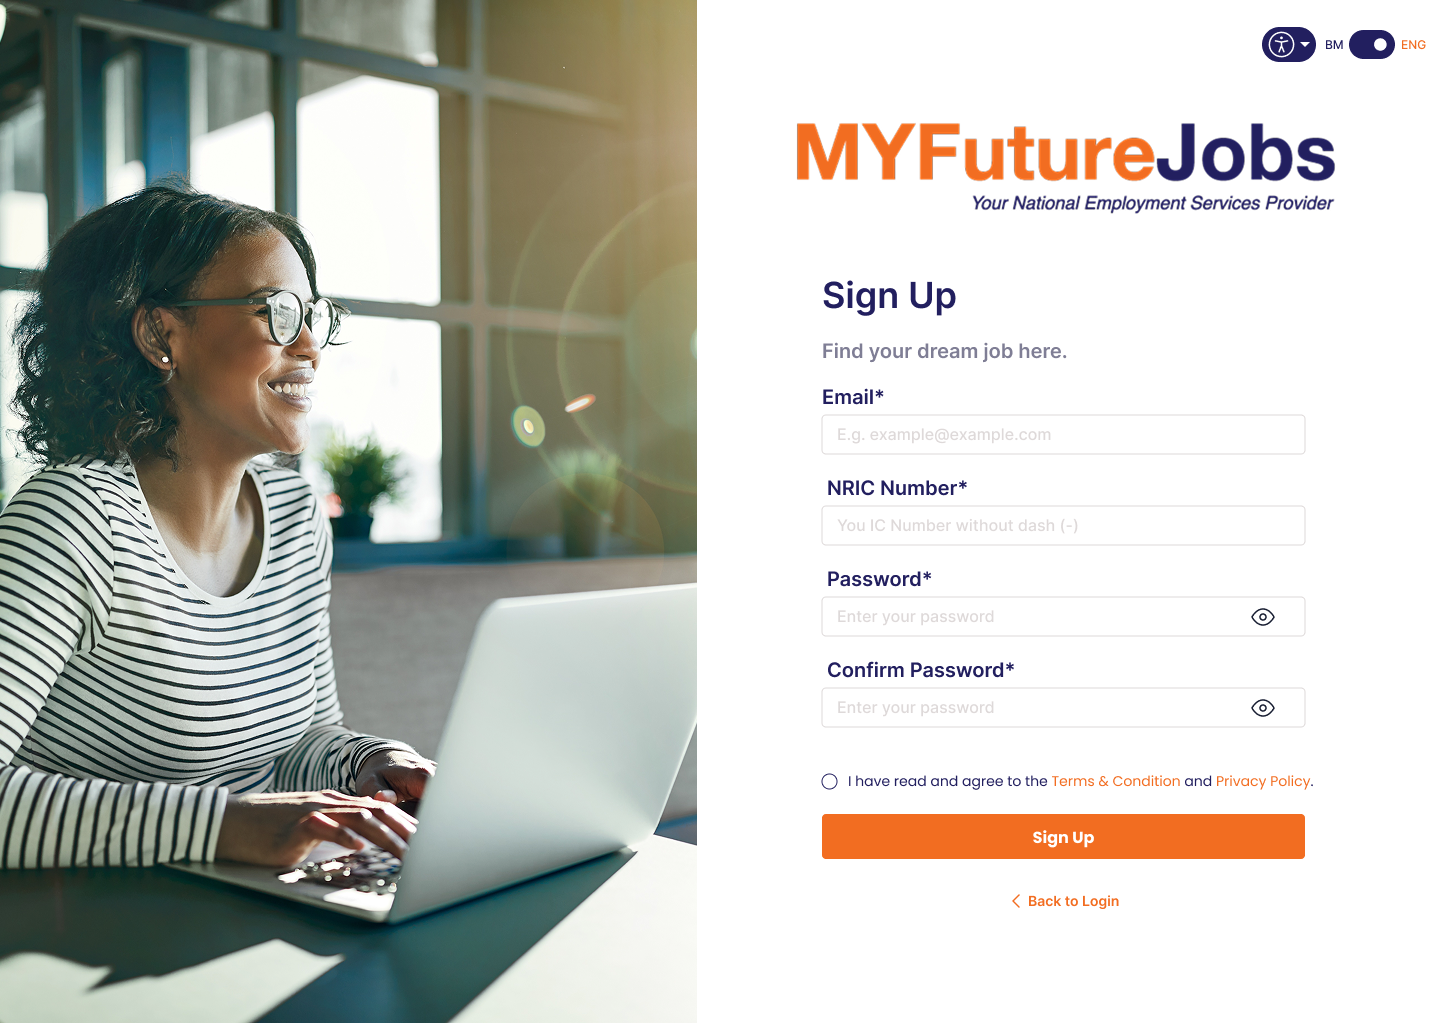 BM ENG
MYFutureJobs
Your National Employment Services Provider
Sign Up
Find your dream job here.
Email*
E.g. example@example.com
NRIC Number*
You IC Number without dash (-)
Password*
Enter your password
Confirm Password*
Enter your password
I have read and agree to the Terms & Condition and Privacy Policy.
Sign Up
Back to Login